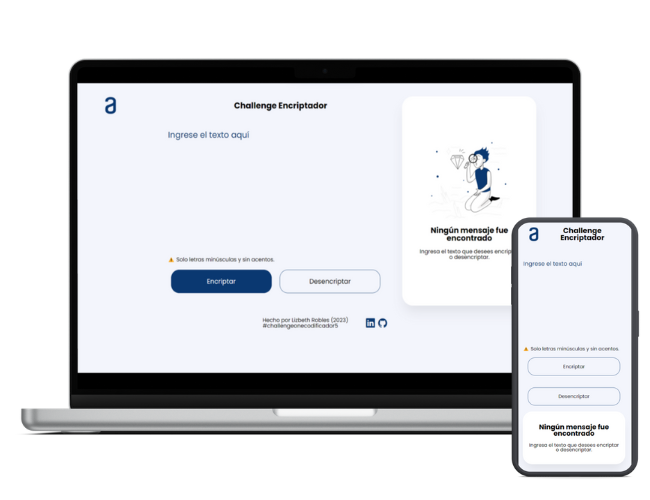 a
Challenge Encriptador
Ingrese el texto aquí
Solo letras minúsculas y sin acentos.
Encriptar
Desencriptar
Hecho por Lizbeth Robles (2023)
#challengeonecodificador5
in
Ningún mensaje fue
encontrado
Ingresa el texto que desees encrip
o desencriptar.
a
Challenge
Encriptador
Ingrese el texto aquí
Solo letras minúsculas y sin acentos.
Encriptar
Desencriptar
Ningún mensaje fue
encontrado
Ingresa el texto que desees encriptar
o desencriptar.